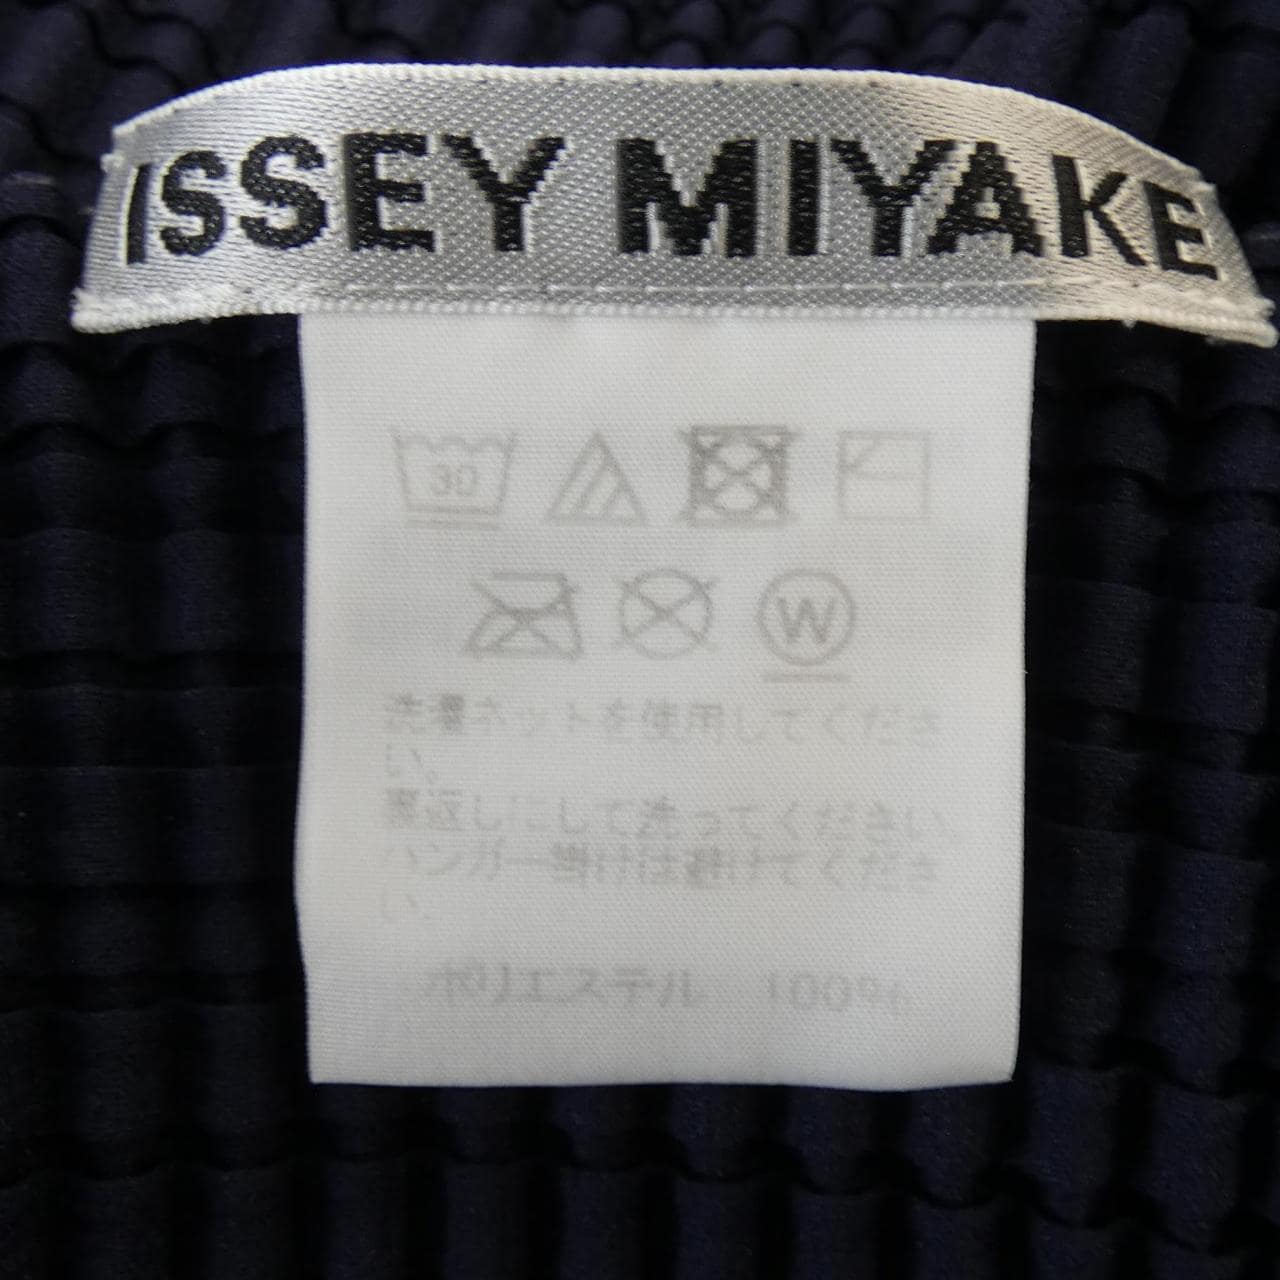 ISSEY MIYAKE
30
W
洗濯ネットを使用してくださ
い。
裏返しにして洗ってください。
ハンガー当けは避けてくださ
い。
ポリエステル 100%